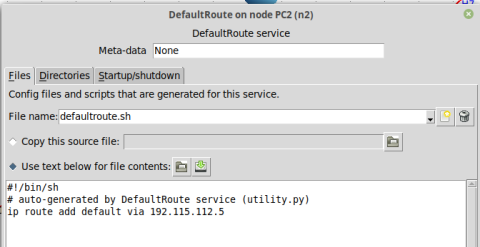 DefaultRoute on node PC2 (n2)
DefaultRoute service
Meta-data None
Files Directories Startup/shutdown
Config files and scripts that are generated for this service.
File name: defaultroute.sh
Copy this source file:
Use text below for file contents:
#!/bin/sh
# auto-generated by DefaultRoute service (utility.py)
ip route add default via 192.115.112.5